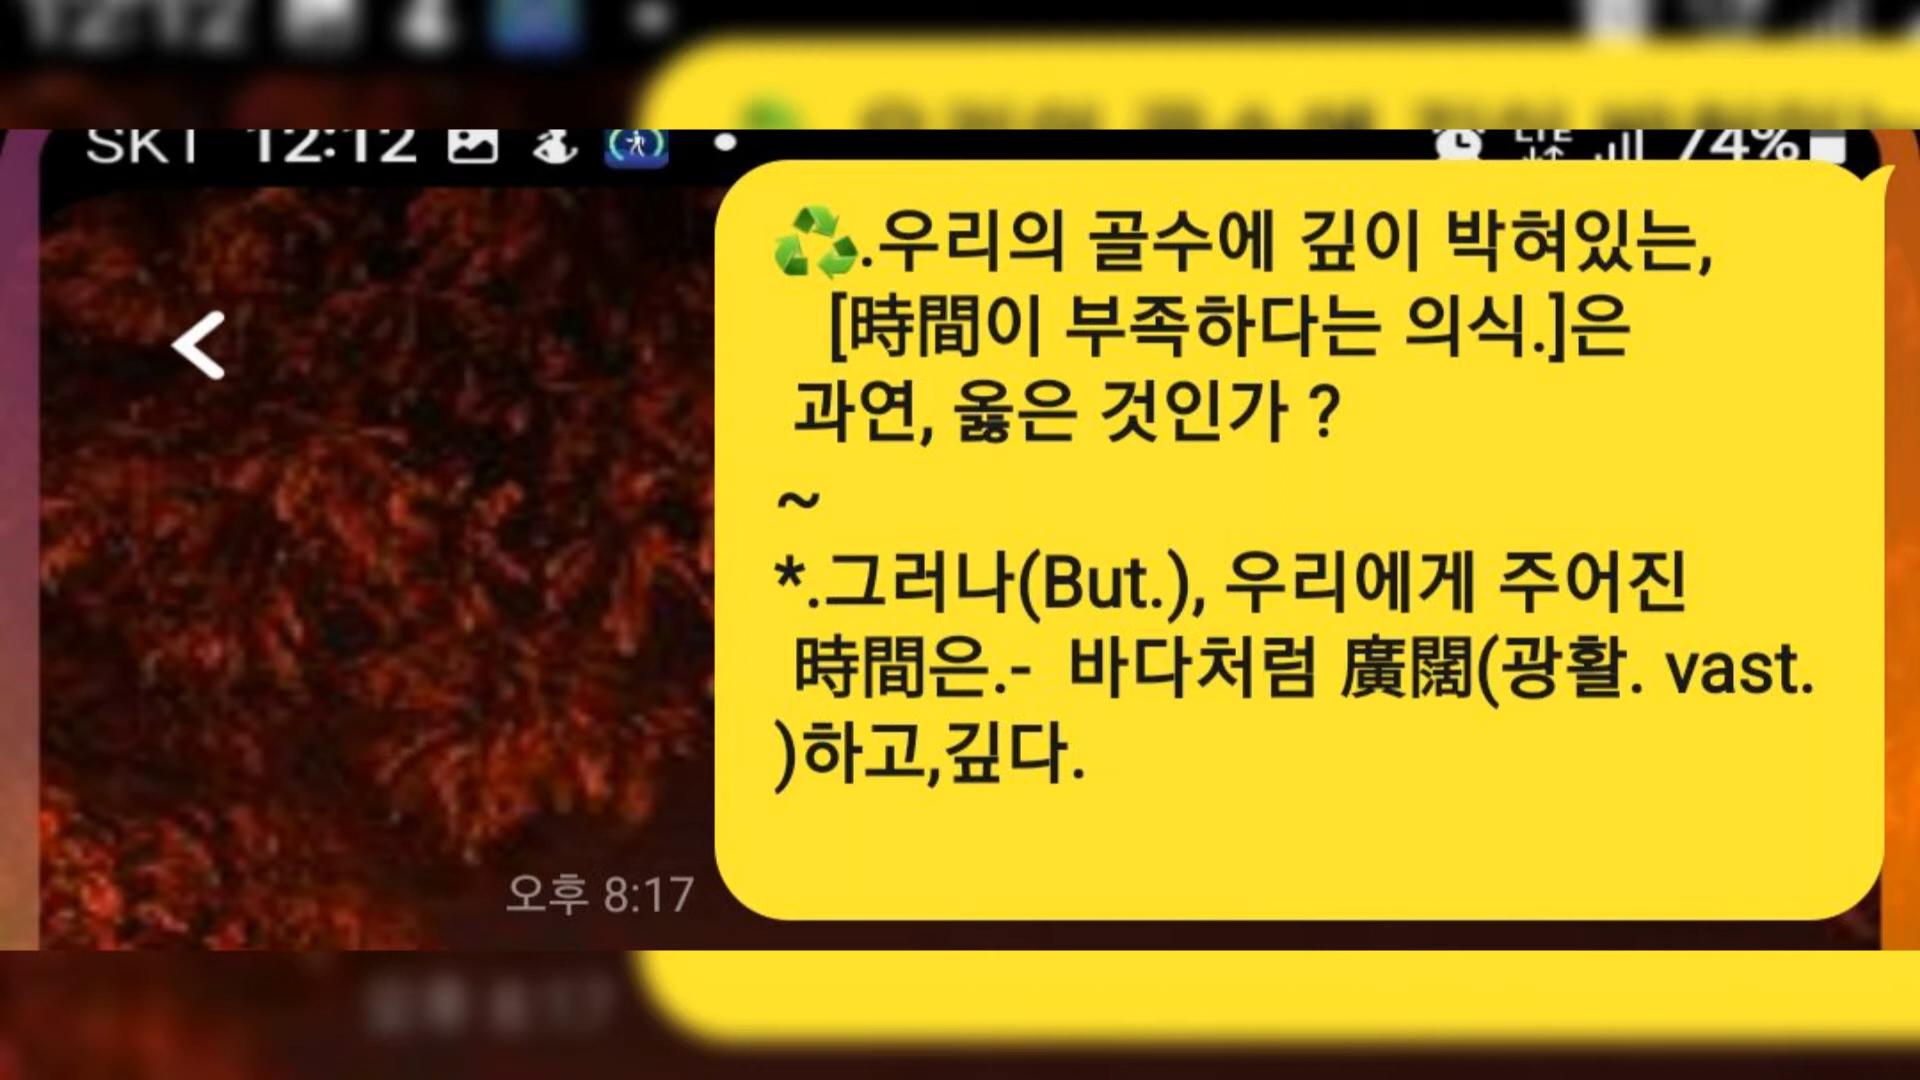 SKT 12:12 74%
♻.우리의 골수에 깊이 박혀있는,
[時間이 부족하다는 의식.]은
과연, 옳은 것인가 ?
~
*.그러나(But.), 우리에게 주어진
時間은.-  바다처럼 廣闊(광활. vast.
)하고,깊다.
오후 8:17